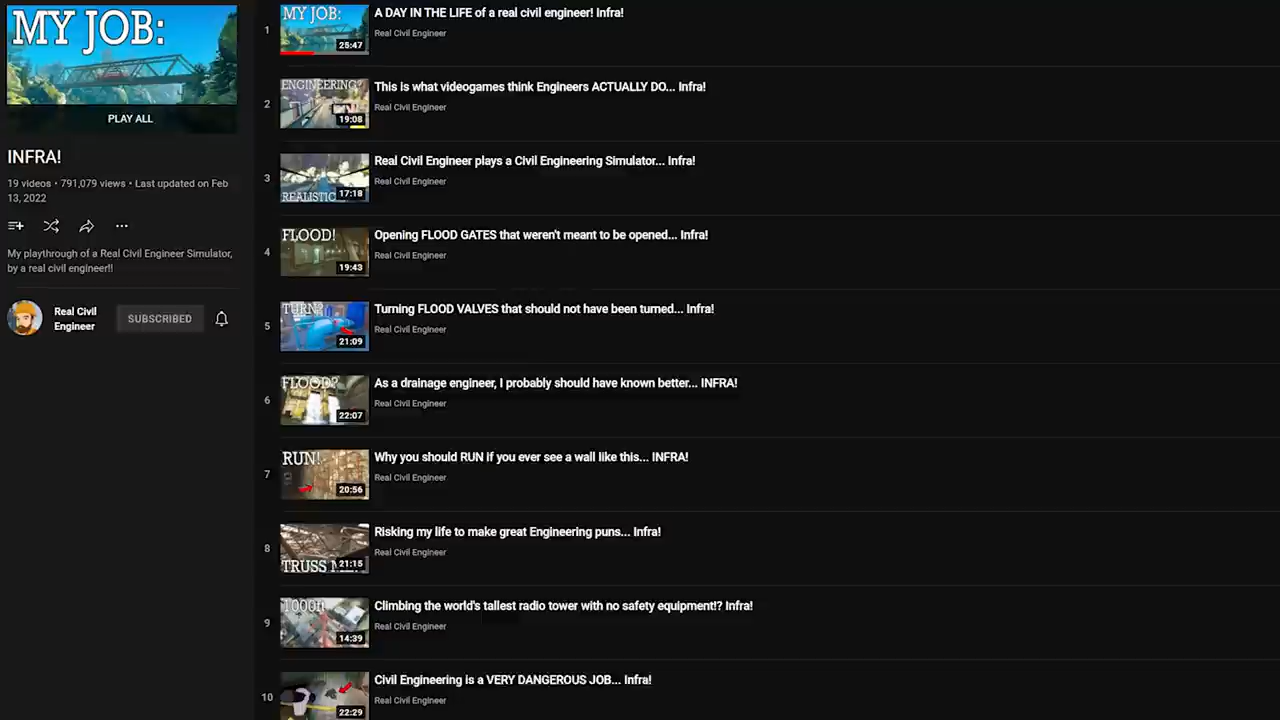 MY JOB:
PLAY ALL
INFRA!
19 videos • 791,079 views • Last updated on Feb
13, 2022
My playthrough of a Real Civil Engineer Simulator,
by a real civil engineer!!
Real Civil
Engineer
SUBSCRIBED
1
MY JOB:
25:47
A DAY IN THE LIFE of a real civil engineer! Infra!
Real Civil Engineer
2
ENGINEERING?
19:08
This is what videogames think Engineers ACTUALLY DO... Infra!
Real Civil Engineer
3
REALISTIC
17:18
Real Civil Engineer plays a Civil Engineering Simulator... Infra!
Real Civil Engineer
4
FLOOD!
19:43
Opening FLOOD GATES that weren't meant to be opened... Infra!
Real Civil Engineer
5
TURN?
21:09
Turning FLOOD VALVES that should not have been turned... Infra!
Real Civil Engineer
6
FLOOD?
22:07
As a drainage engineer, I probably should have known better... INFRA!
Real Civil Engineer
7
RUN!
20:56
Why you should RUN if you ever see a wall like this... INFRA!
Real Civil Engineer
8
TRUSS
21:15
Risking my life to make great Engineering puns... Infra!
Real Civil Engineer
9
1000ft
14:39
Climbing the world's tallest radio tower with no safety equipment!? Infra!
Real Civil Engineer
10
22:29
Civil Engineering is a VERY DANGEROUS JOB... Infra!
Real Civil Engineer